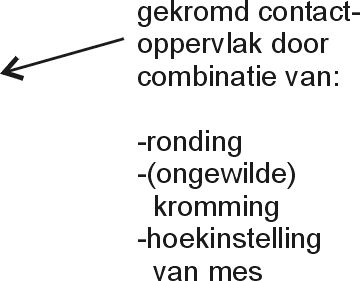 gekromd contact-
oppervlak door
combinatie van:
-ronding
-(ongewilde)
kromming
-hoekinstelling
van mes